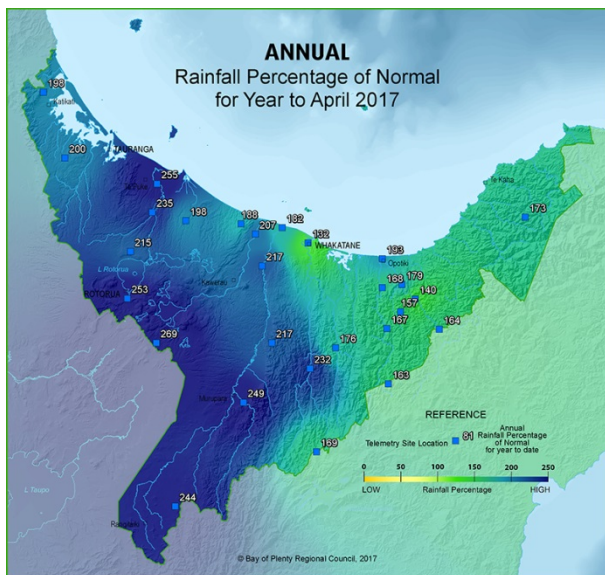 ANNUAL
Rainfall Percentage of Normal
for Year to April 2017
198
Katikati
200
TAURANGA
255
235
198
188
207
182
132
WHAKATANE
Te Kaha
173
215
L Rotorua
217
193
Opotiki
168
179
140
157
167
164
ROTORUA
253
269
217
176
232
163
Murupara
249
169
244
L Taupo
REFERENCE
Telemetry Site Location
81
Annual
Rainfall Percentage
of Normal
for year to date
0
50
100
150
200
250
LOW
Rainfall Percentage
HIGH
© Bay of Plenty Regional Council, 2017